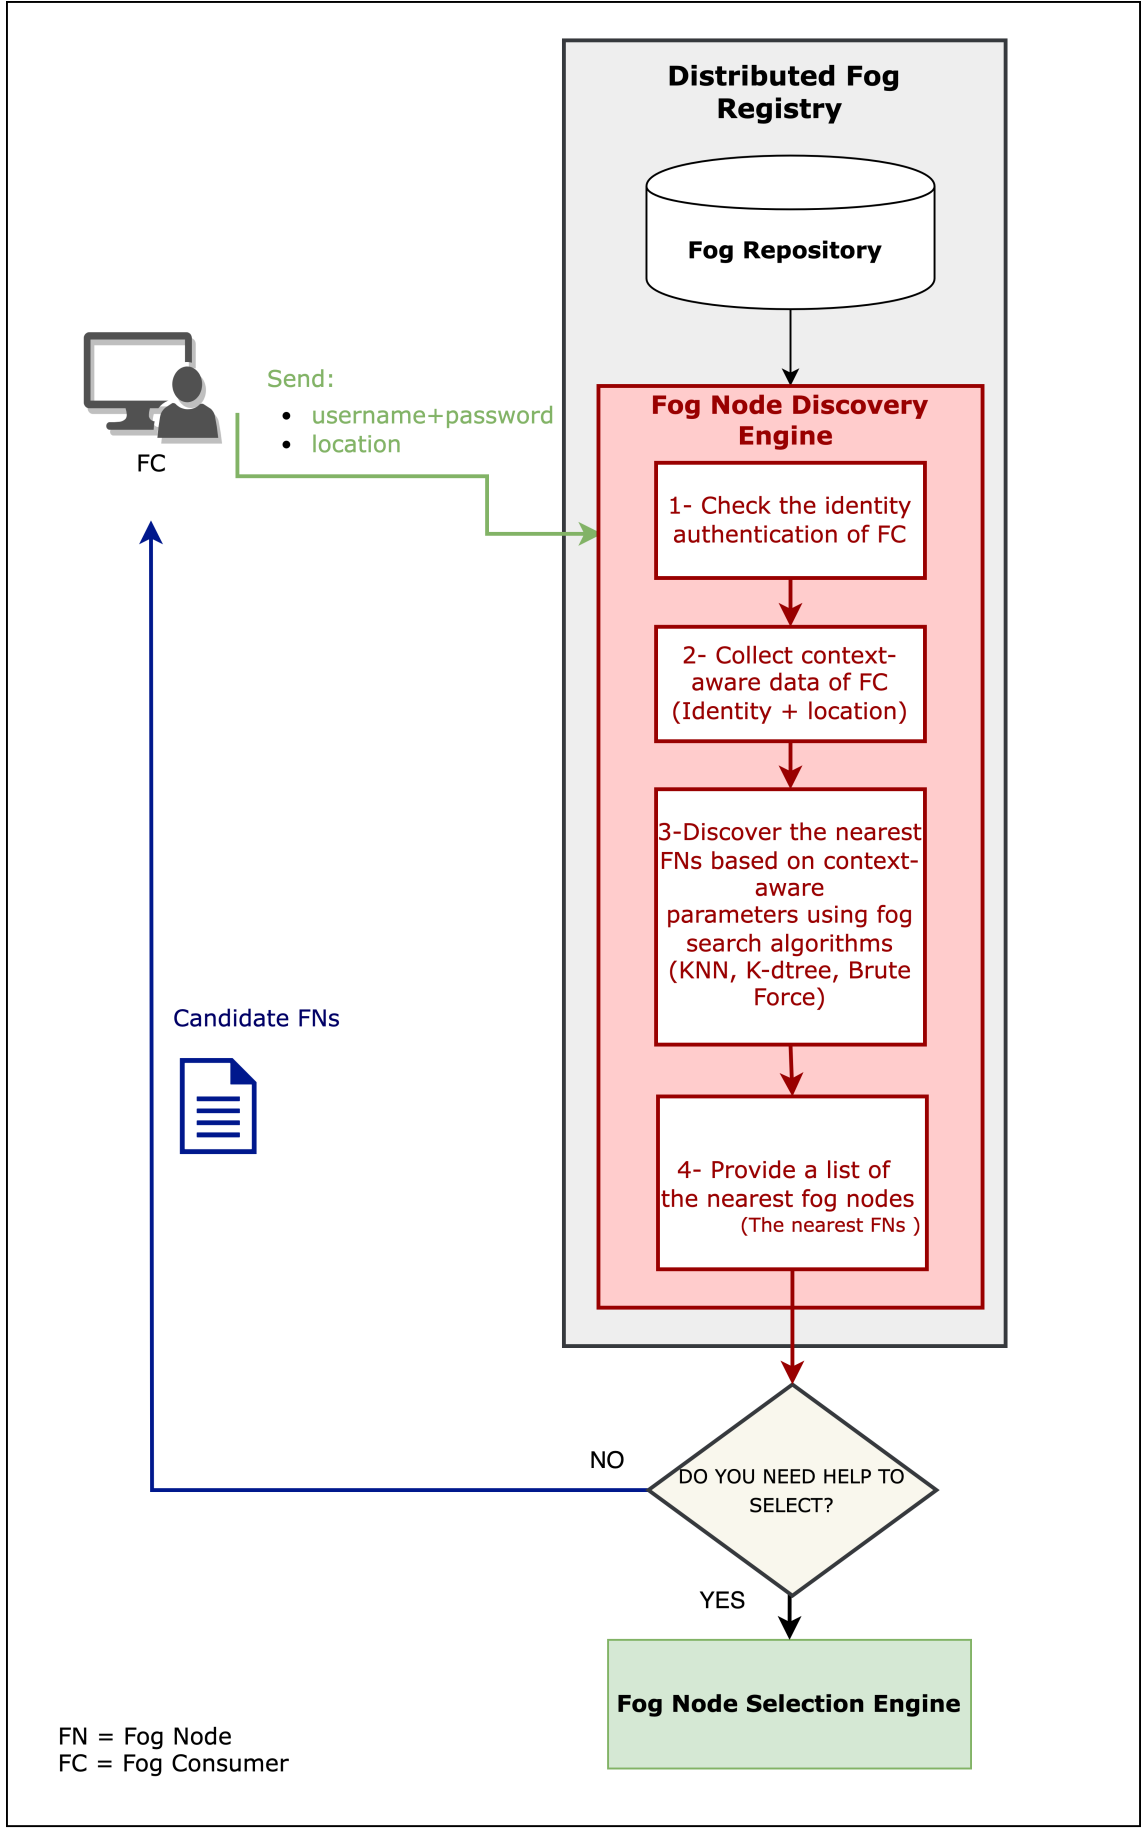 Distributed Fog
Registry
Fog Repository
Send:
• username+password
• location
FC
Fog Node Discovery
Engine
1- Check the identity
authentication of FC
2- Collect context-
aware data of FC
(Identity + location)
3-Discover the nearest
FNs based on context-
aware
parameters using fog
search algorithms
(KNN, K-dtree, Brute
Force)
4- Provide a list of
the nearest fog nodes
(The nearest FNs )
Candidate FNs
NO
DO YOU NEED HELP TO
SELECT?
YES
Fog Node Selection Engine
FN = Fog Node
FC = Fog Consumer